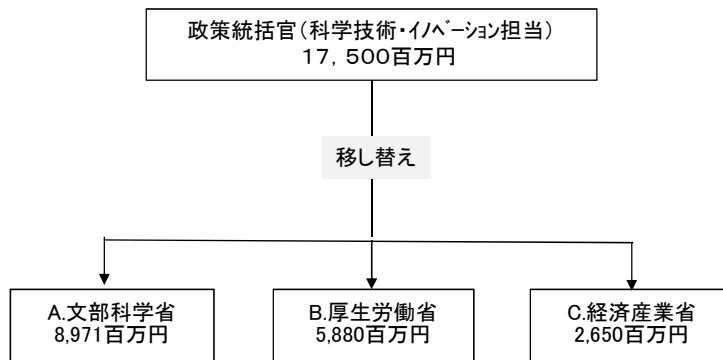 政策統括官(科学技術・ｲﾉﾍﾞｰｼｮﾝ担当)
１７，５００百万円
移し替え
A.文部科学省
8,971百万円
B.厚生労働省
5,880百万円
C.経済産業省
2,650百万円